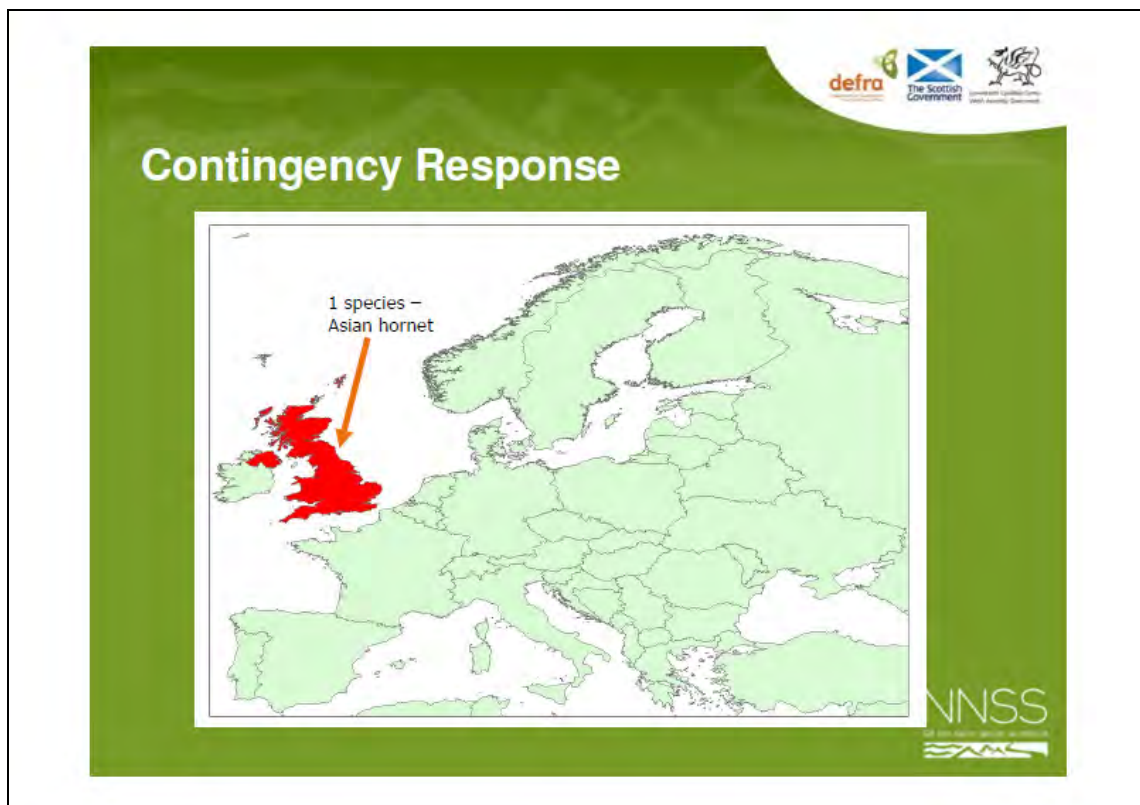 defra
The Scottish
Government
Contingency Response
1 species –
Asian hornet
NNSS